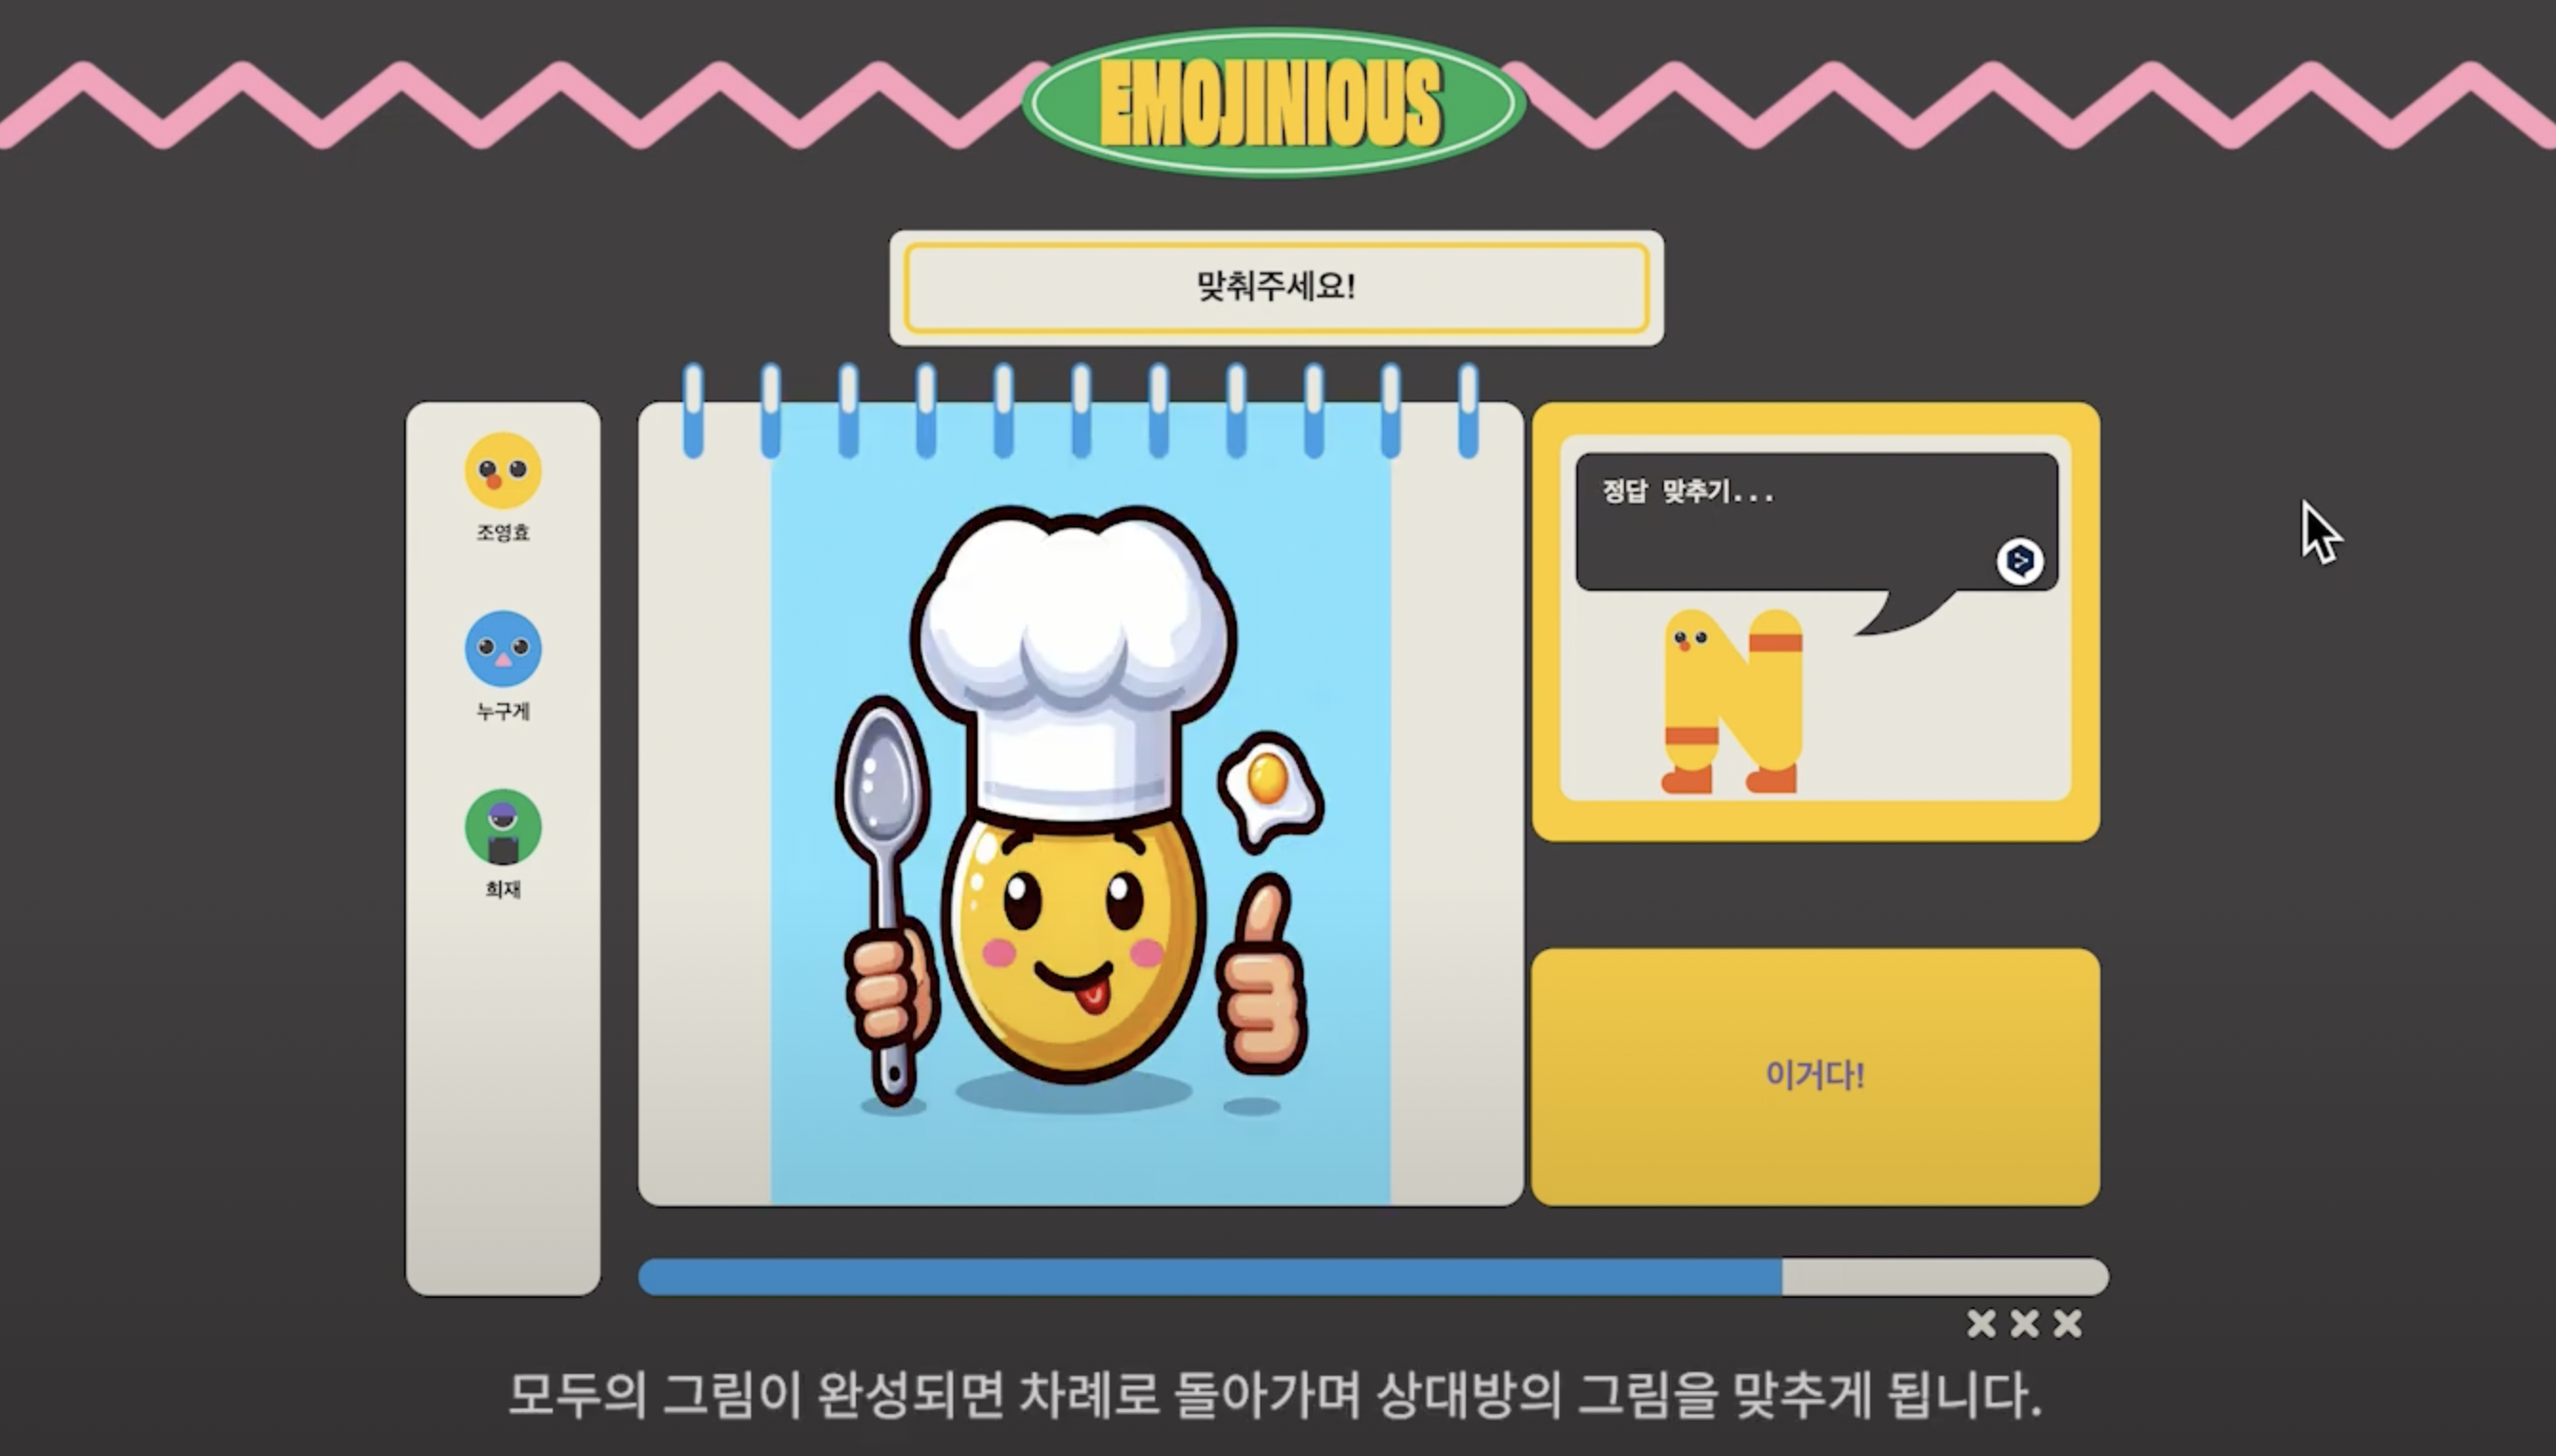 EMOJINIOUS
맞춰주세요!
조영효
누구게
희재
정답 맞추기...
이거다!
모두의 그림이 완성되면 차례로 돌아가며 상대방의 그림을 맞추게 됩니다.